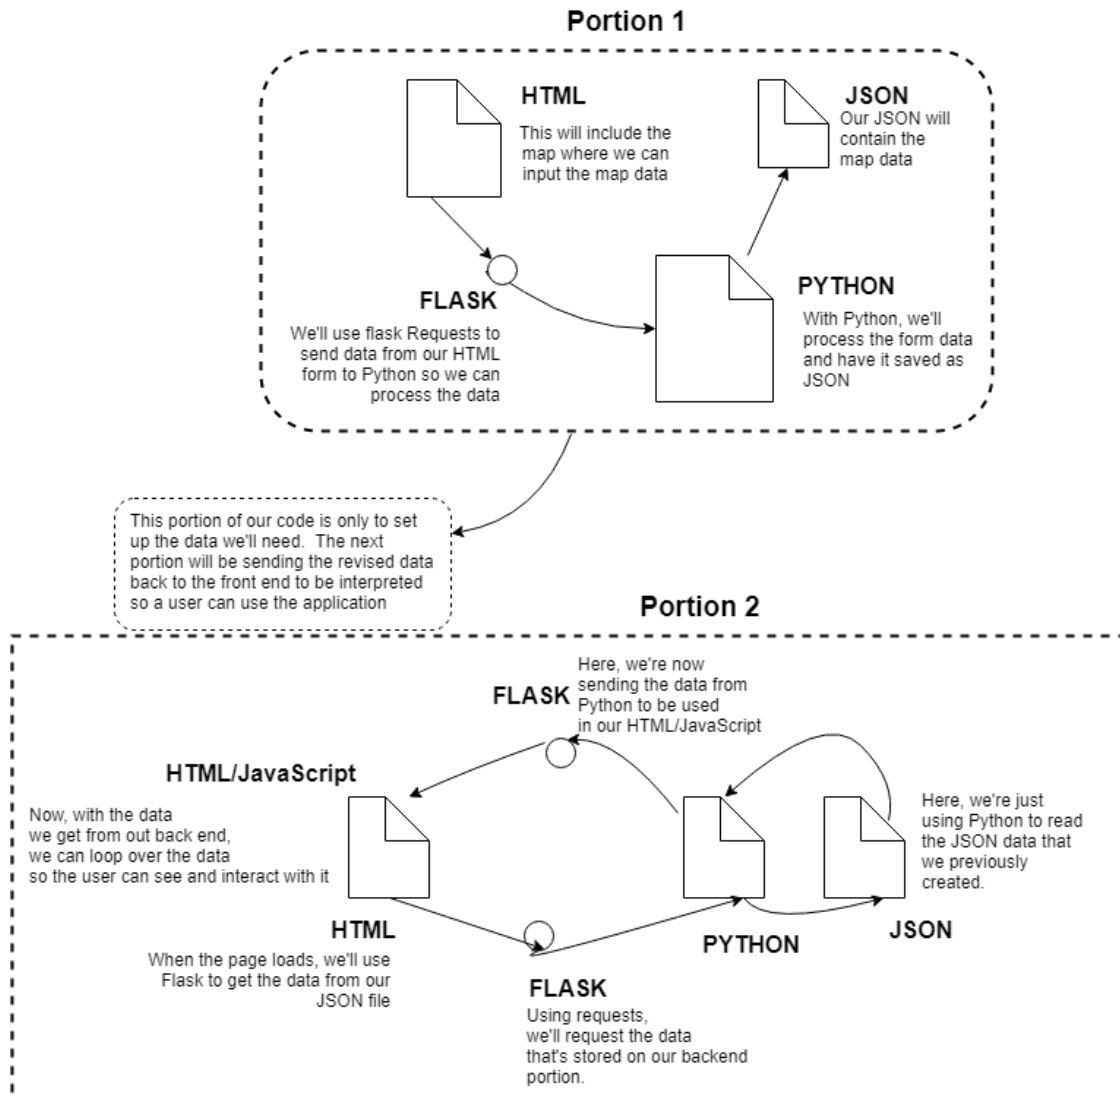 Portion 1
HTML
This will include the
map where we can
input the map data
JSON
Our JSON will
contain the
map data
FLASK
We'll use flask Requests to
send data from our HTML
form to Python so we can
process the data
PYTHON
With Python, we'll
process the form data
and have it saved as
JSON
This portion of our code is only to set
up the data we'll need. The next
portion will be sending the revised data
back to the front end to be interpreted
so a user can use the application
Portion 2
FLASK
Here, we're now
sending the data from
Python to be used
in our HTML/JavaScript
HTML/JavaScript
Now, with the data
we get from out back end,
we can loop over the data
so the user can see and interact with it
Here, we're just
using Python to read
the JSON data that
we previously
created.
HTML
When the page loads, we'll use
Flask to get the data from our
JSON file
PYTHON
JSON
FLASK
Using requests,
we'll request the data
that's stored on our backend
portion.